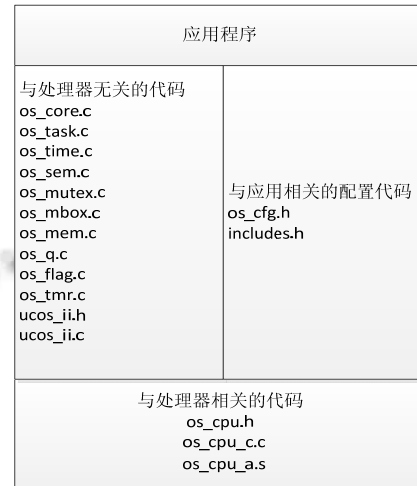 应用程序
与处理器无关的代码
os_core.c
os_task.c
os_time.c
os_sem.c
os_mutex.c
os_mbox.c
os_mem.c
os_q.c
os_flag.c
os_tmr.c
ucos_ii.h
ucos_ii.c
与应用相关的配置代码
os_cfg.h
includes.h
与处理器相关的代码
os_cpu.h
os_cpu_c.c
os_cpu_a.s